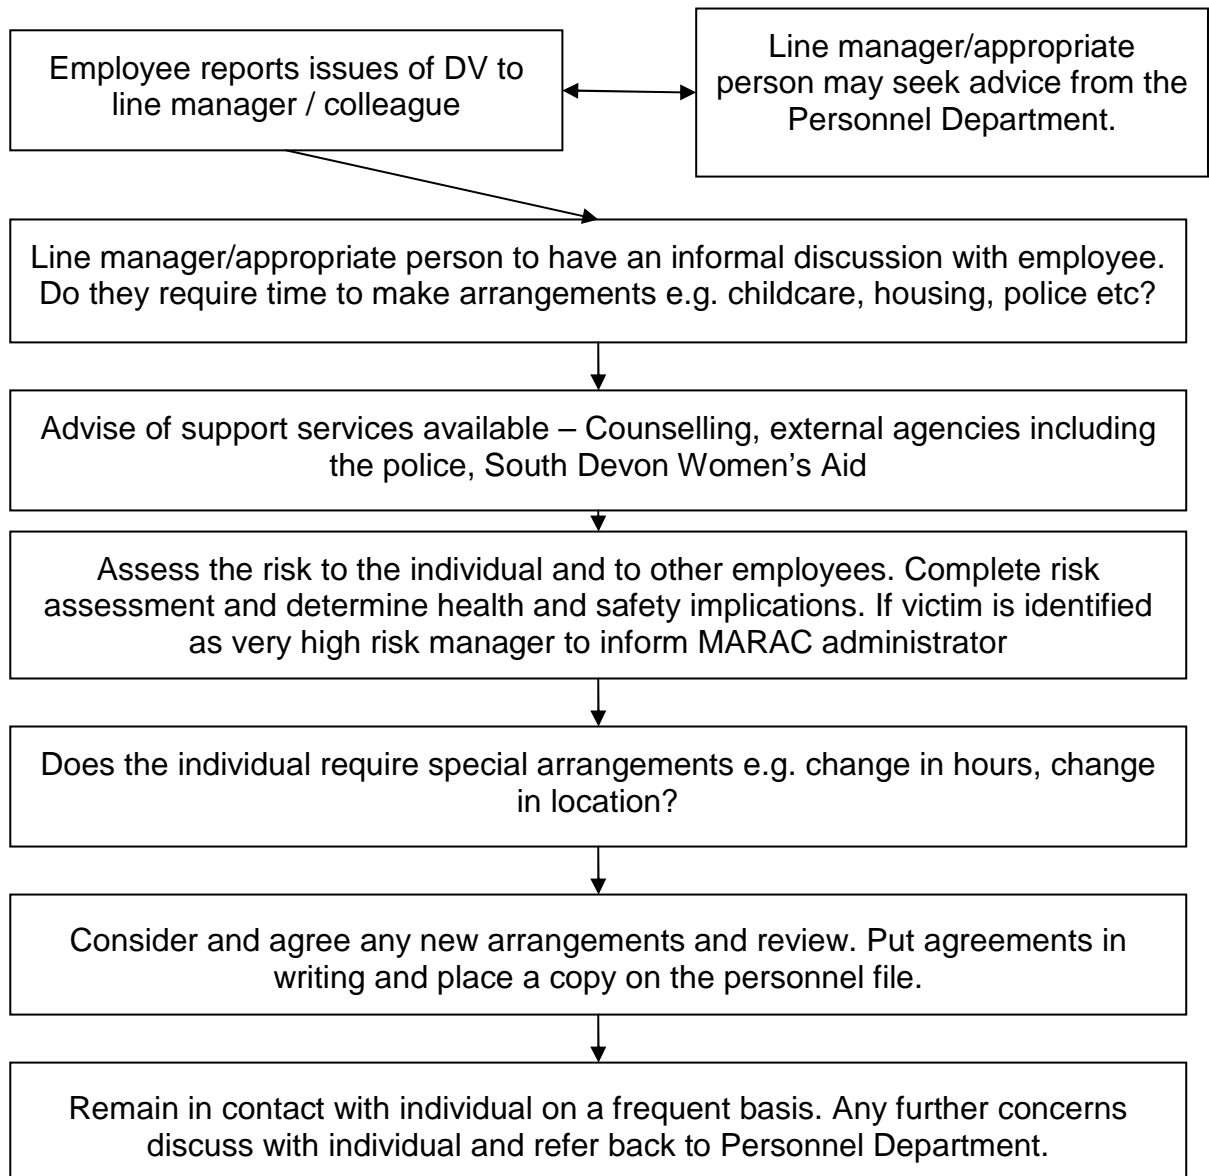 Employee reports issues of DV to
line manager / colleague
Line manager/appropriate
person may seek advice from the
Personnel Department.
Line manager/appropriate person to have an informal discussion with employee.
Do they require time to make arrangements e.g. childcare, housing, police etc?
Advise of support services available – Counselling, external agencies including
the police, South Devon Women’s Aid
Assess the risk to the individual and to other employees. Complete risk
assessment and determine health and safety implications. If victim is identified
as very high risk manager to inform MARAC administrator
Does the individual require special arrangements e.g. change in hours, change
in location?
Consider and agree any new arrangements and review. Put agreements in
writing and place a copy on the personnel file.
Remain in contact with individual on a frequent basis. Any further concerns
discuss with individual and refer back to Personnel Department.